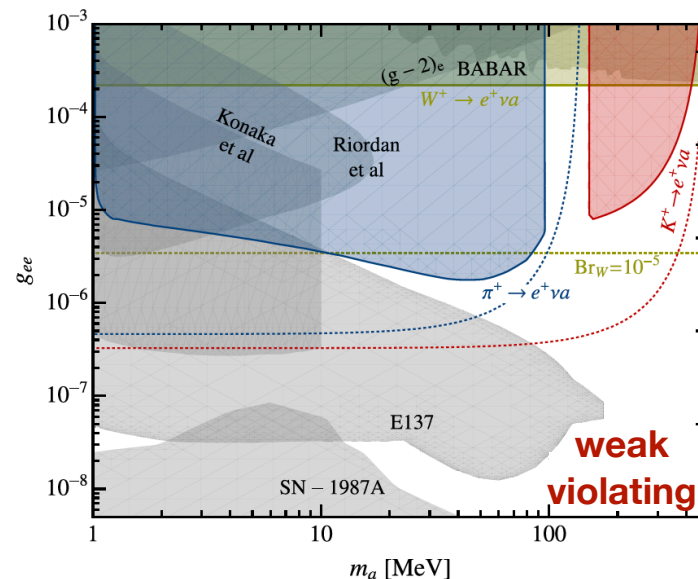 10⁻³
10⁻⁴
10⁻⁵
10⁻⁶
10⁻⁷
10⁻⁸
g_ee
(g − 2)_e
BABAR
W⁺ → e⁺νa
Konaka
et al
Riordan
et al
K⁺→e⁺νa
Br_W=10⁻⁵
π⁺ → e⁺νa
E137
SN − 1987A
weak
violating
1
10
100
m_a [MeV]